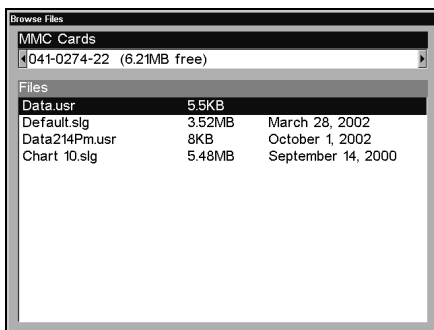 Browse Files
MMC Cards
041-0274-22 (6.21MB free)
Files
Data.usr 5.5KB
Default.slg 3.52MB March 28, 2002
Data214Pm.usr 8KB October 1, 2002
Chart 10.slg 5.48MB September 14, 2000